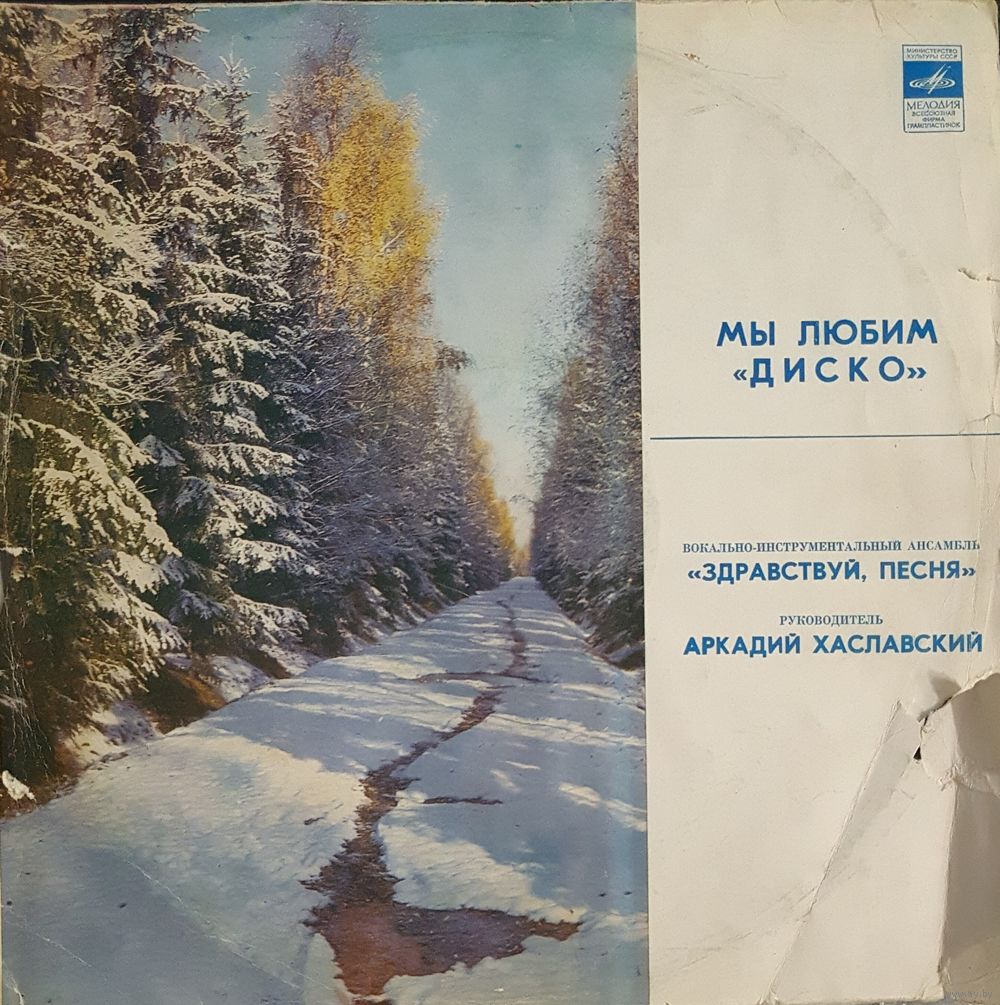 МИНИСТЕРСТВО
КУЛЬТУРЫ СССР
МЕЛОДИЯ
ВСЕСОЮЗНАЯ
ФИРМА
ГРАМПЛАСТИНОК
МЫ ЛЮБИМ
«ДИСКО»
ВОКАЛЬНО-ИНСТРУМЕНТАЛЬНЫЙ АНСАМБЛЬ
«ЗДРАВСТВУЙ, ПЕСНЯ»
РУКОВОДИТЕЛЬ
АРКАДИЙ ХАСЛАВСКИЙ